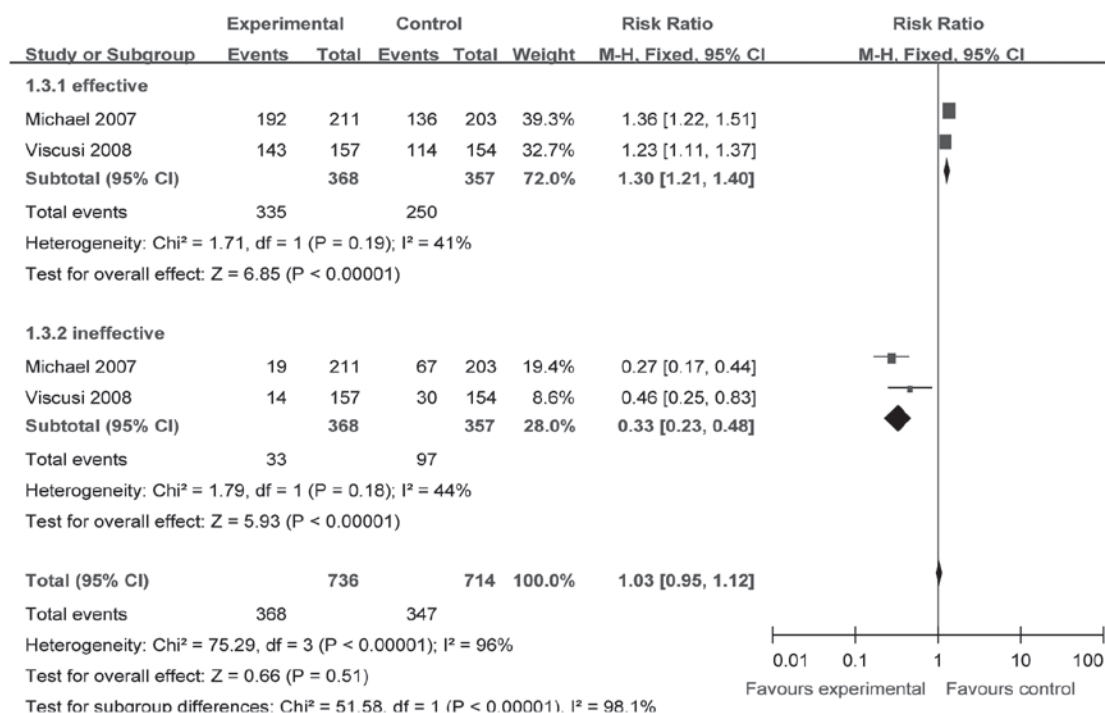 Experimental Control Risk Ratio Risk Ratio
Study or Subgroup Events Total Events Total Weight M-H, Fixed, 95% CI M-H, Fixed, 95% CI
1.3.1 effective
Michael 2007 192 211 136 203 39.3% 1.36 [1.22, 1.51]
Viscusi 2008 143 157 114 154 32.7% 1.23 [1.11, 1.37]
Subtotal (95% CI) 368 357 72.0% 1.30 [1.21, 1.40]
Total events 335 250
Heterogeneity: Chi² = 1.71, df = 1 (P = 0.19); I² = 41%
Test for overall effect: Z = 6.85 (P < 0.00001)
1.3.2 ineffective
Michael 2007 19 211 67 203 19.4% 0.27 [0.17, 0.44]
Viscusi 2008 14 157 30 154 8.6% 0.46 [0.25, 0.83]
Subtotal (95% CI) 368 357 28.0% 0.33 [0.23, 0.48]
Total events 33 97
Heterogeneity: Chi² = 1.79, df = 1 (P = 0.18); I² = 44%
Test for overall effect: Z = 5.93 (P < 0.00001)
Total (95% CI) 736 714 100.0% 1.03 [0.95, 1.12]
Total events 368 347
Heterogeneity: Chi² = 75.29, df = 3 (P < 0.00001); I² = 96%
Test for overall effect: Z = 0.66 (P = 0.51)
Test for subgroup differences: Chi² = 51.58, df = 1 (P < 0.00001), I² = 98.1%
0.01 0.1 1 10 100
Favours experimental Favours control